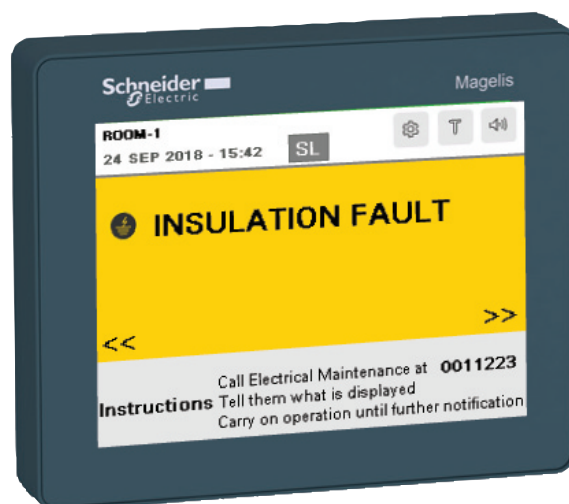 Schneider
Electric
Magelis
ROOM-1
24 SEP 2018 - 15:42
SL
T
INSULATION FAULT
<< >>
Instructions
Call Electrical Maintenance at 0011223
Tell them what is displayed
Carry on operation until further notification